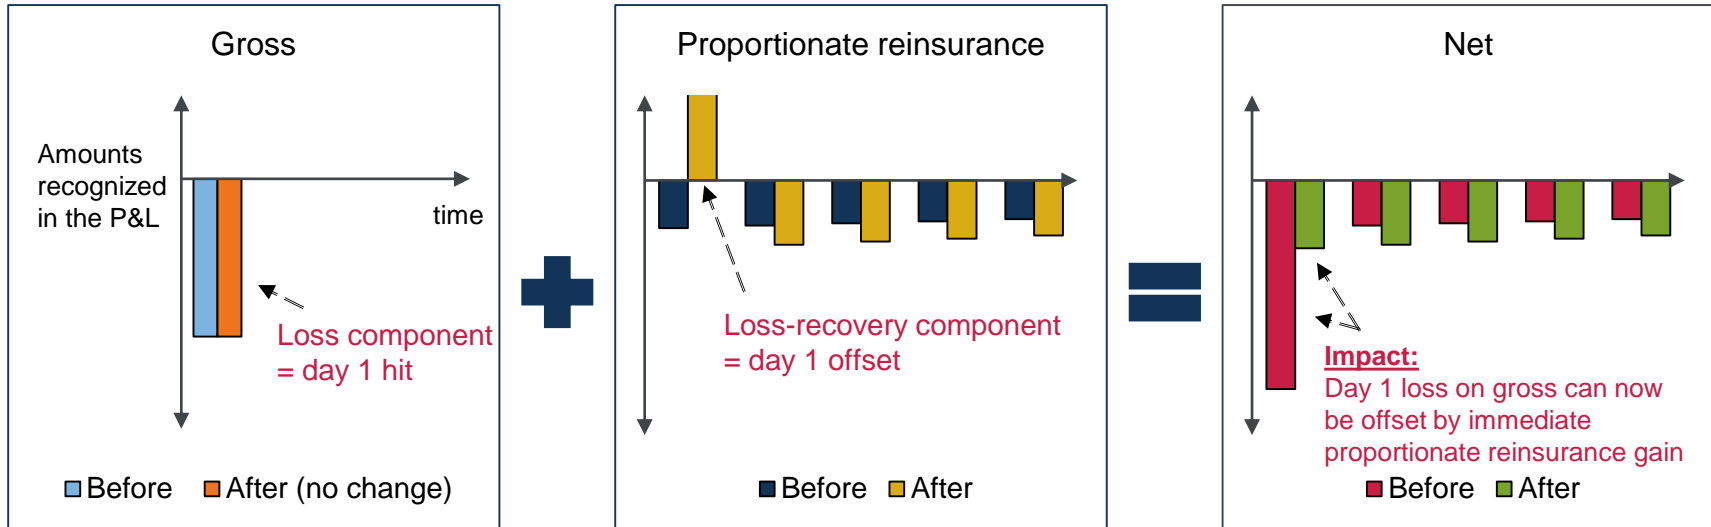 Gross
Amounts
recognized
in the P&L
time
Loss component
= day 1 hit
Before
After (no change)
Proportionate reinsurance
Loss-recovery component
= day 1 offset
Before
After
Net
Impact:
Day 1 loss on gross can now
be offset by immediate
proportionate reinsurance gain
Before
After